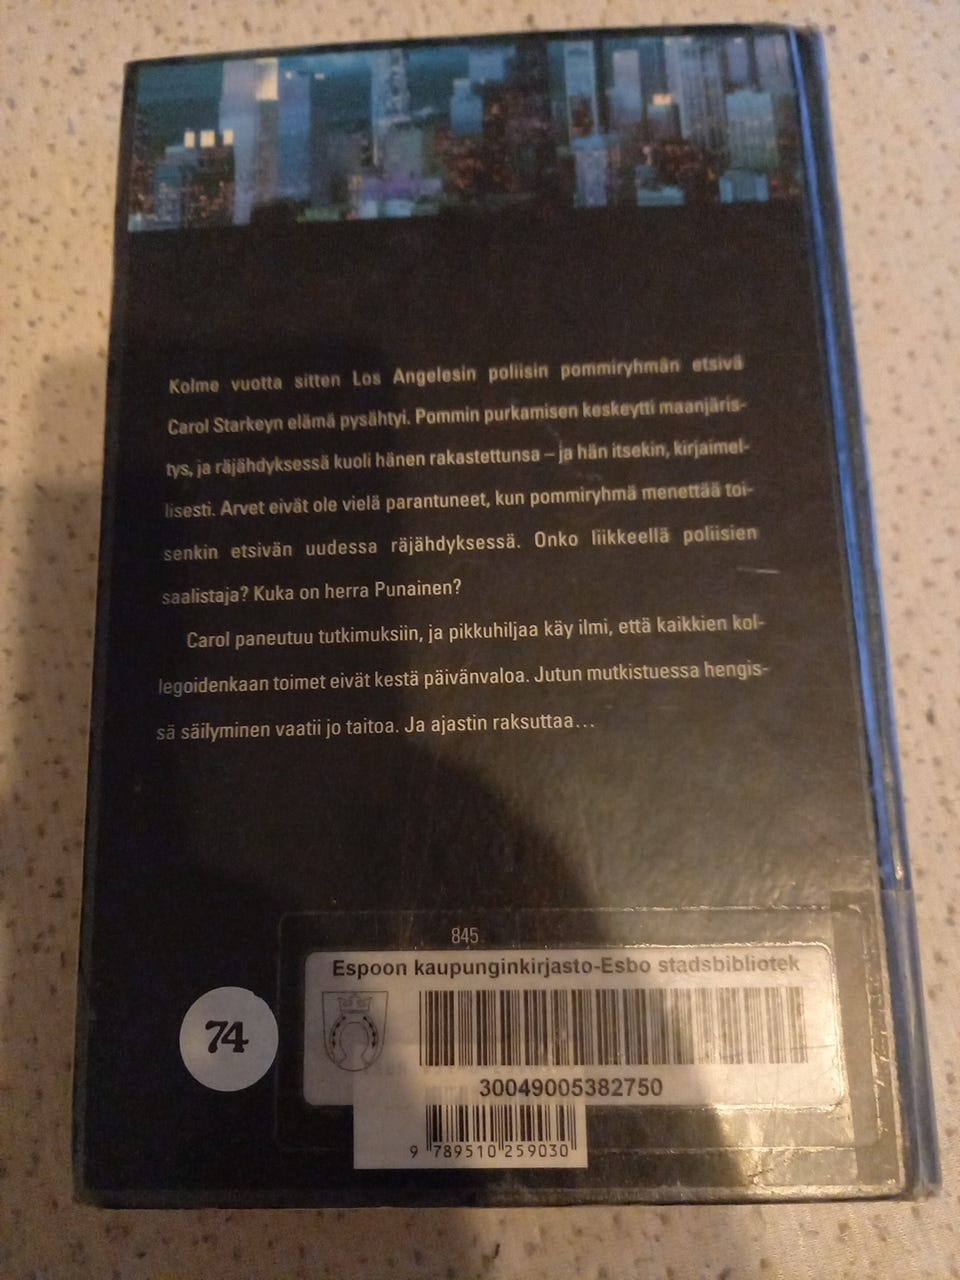 Kolme vuotta sitten Los Angelesin poliisin pommiryhmän etsivä
Carol Starkeyn elämä pysähtyi. Pommin purkamisen keskeytti maanjäris-
tys, ja räjähdyksessä kuoli hänen rakastettunsa – ja hän itsekin, kirjaimel-
lisesti. Arvet eivät ole vielä parantuneet, kun pommiryhmä menettää toi-
senkin etsivän uudessa räjähdyksessä. Onko liikkeellä poliisien
saalistaja? Kuka on herra Punainen?
Carol paneutuu tutkimuksiin, ja pikkuhiljaa käy ilmi, että kaikkien kol-
legoidenkaan toimet eivät kestä päivänvaloa. Jutun mutkistuessa hengis-
sä säilyminen vaatii jo taitoa. Ja ajastin raksuttaa...
845
Espoon kaupunginkirjasto-Esbo stadsbibliotek
74
30049005382750
9 789510 259030